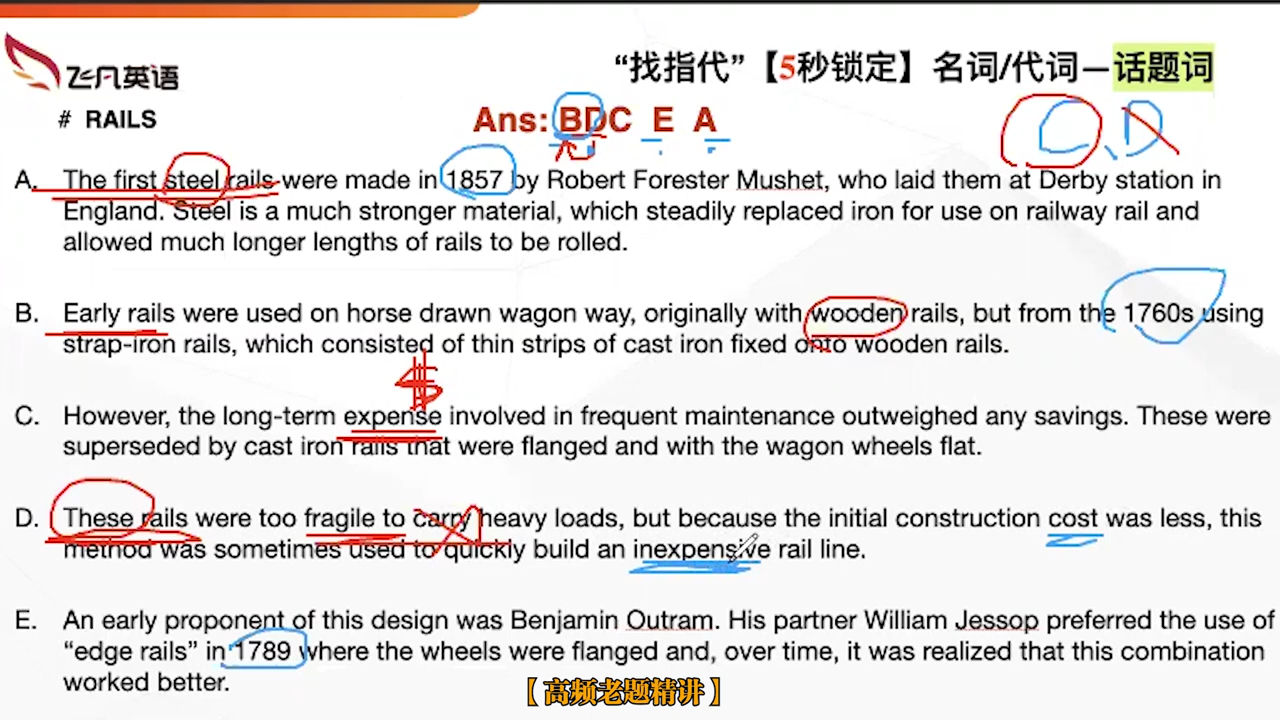 飞凡英语
“找指代”【5秒锁定】名词/代词—话题词
# RAILS
Ans: BDC E A
C、D
A. The first steel rails were made in 1857 by Robert Forester Mushet, who laid them at Derby station in
England. Steel is a much stronger material, which steadily replaced iron for use on railway rail and
allowed much longer lengths of rails to be rolled.
B. Early rails were used on horse drawn wagon way, originally with wooden rails, but from the 1760s using
strap-iron rails, which consisted of thin strips of cast iron fixed onto wooden rails.
$
C. However, the long-term expense involved in frequent maintenance outweighed any savings. These were
superseded by cast iron rails that were flanged and with the wagon wheels flat.
D. These rails were too fragile to carry heavy loads, but because the initial construction cost was less, this
method was sometimes used to quickly build an inexpensive rail line.
E. An early proponent of this design was Benjamin Outram. His partner William Jessop preferred the use of
“edge rails” in 1789 where the wheels were flanged and, over time, it was realized that this combination
worked better.
【高频老题精讲】